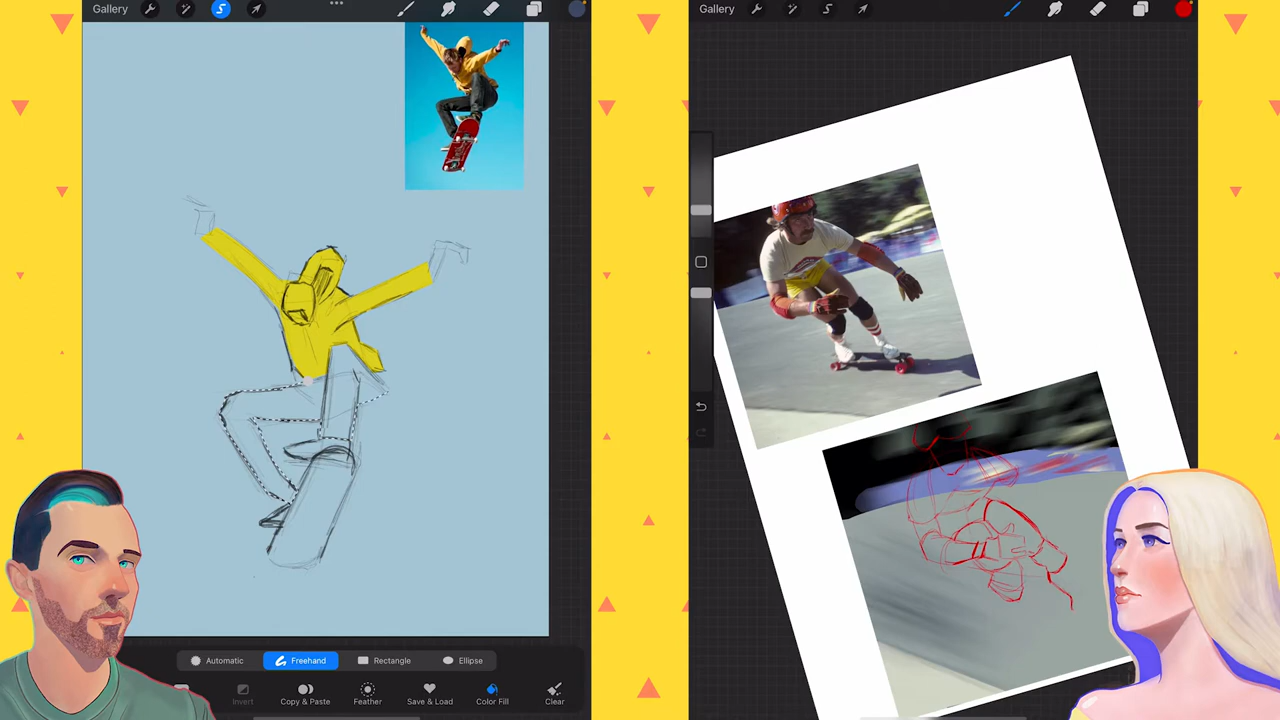 Gallery
Gallery
Automatic
Freehand
Rectangle
Ellipse
Invert
Copy & Paste
Feather
Save & Load
Color Fill
Clear